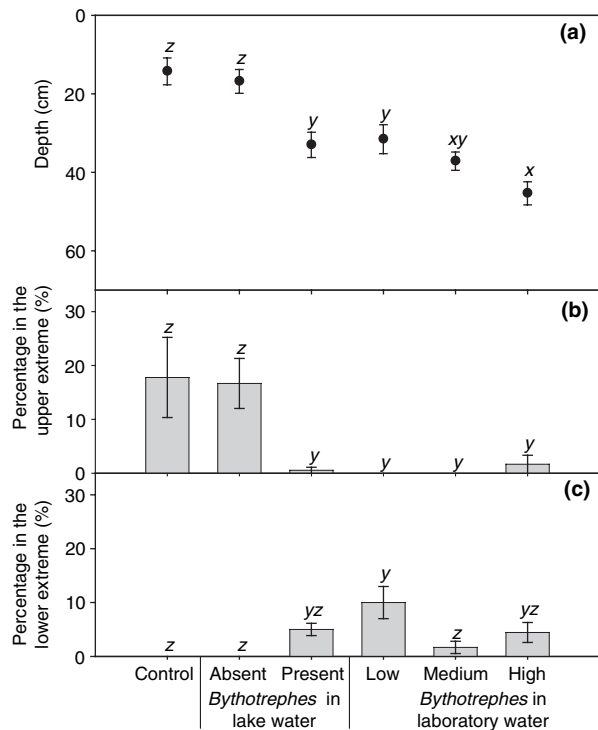 0
20
40
60
Depth (cm)
(a)
z
z
y
y
xy
x
30
20
10
0
Percentage in the
upper extreme (%)
(b)
z
z
y
y
y
y
30
20
10
0
Percentage in the
lower extreme (%)
(c)
z
z
yz
y
z
yz
Control Absent Present Low Medium High
Bythotrephes in
lake water
Bythotrephes in
laboratory water